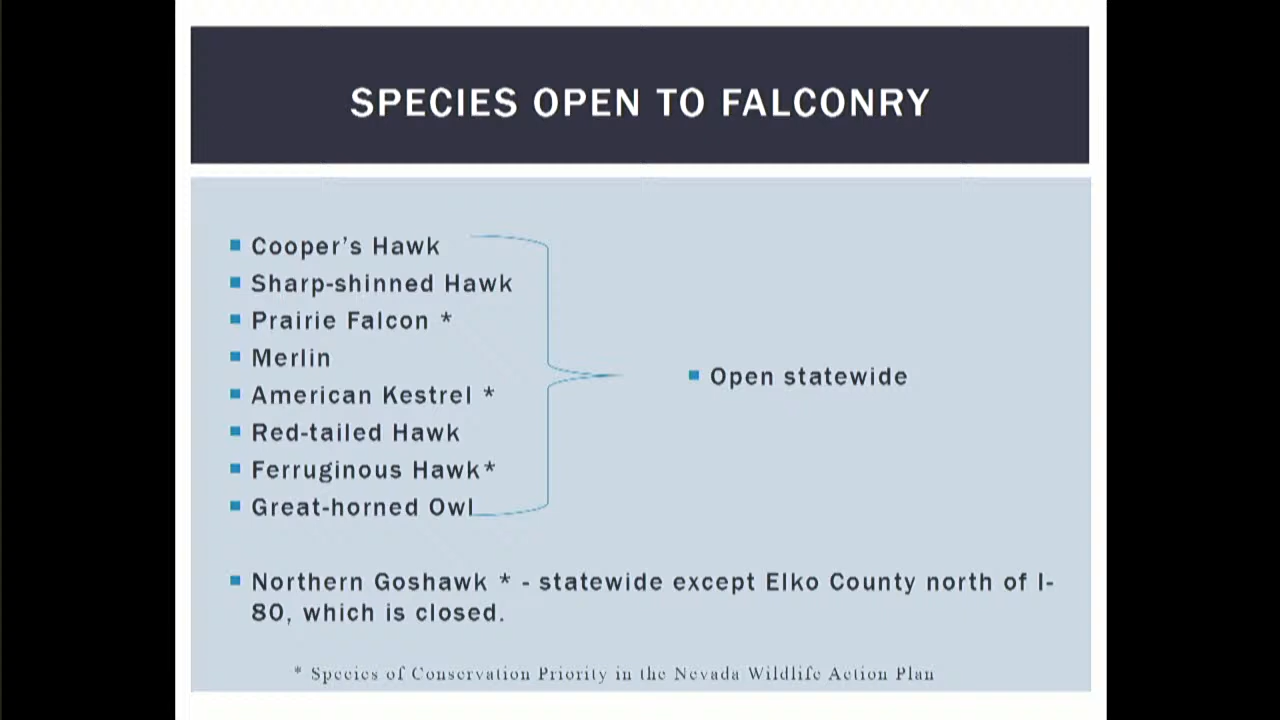 SPECIES OPEN TO FALCONRY
Cooper's Hawk
Sharp-shinned Hawk
Prairie Falcon *
Merlin
American Kestrel *
Red-tailed Hawk
Ferruginous Hawk*
Great-horned Owl
Open statewide
Northern Goshawk * - statewide except Elko County north of I-
80, which is closed.
* Species of Conservation Priority in the Nevada Wildlife Action Plan